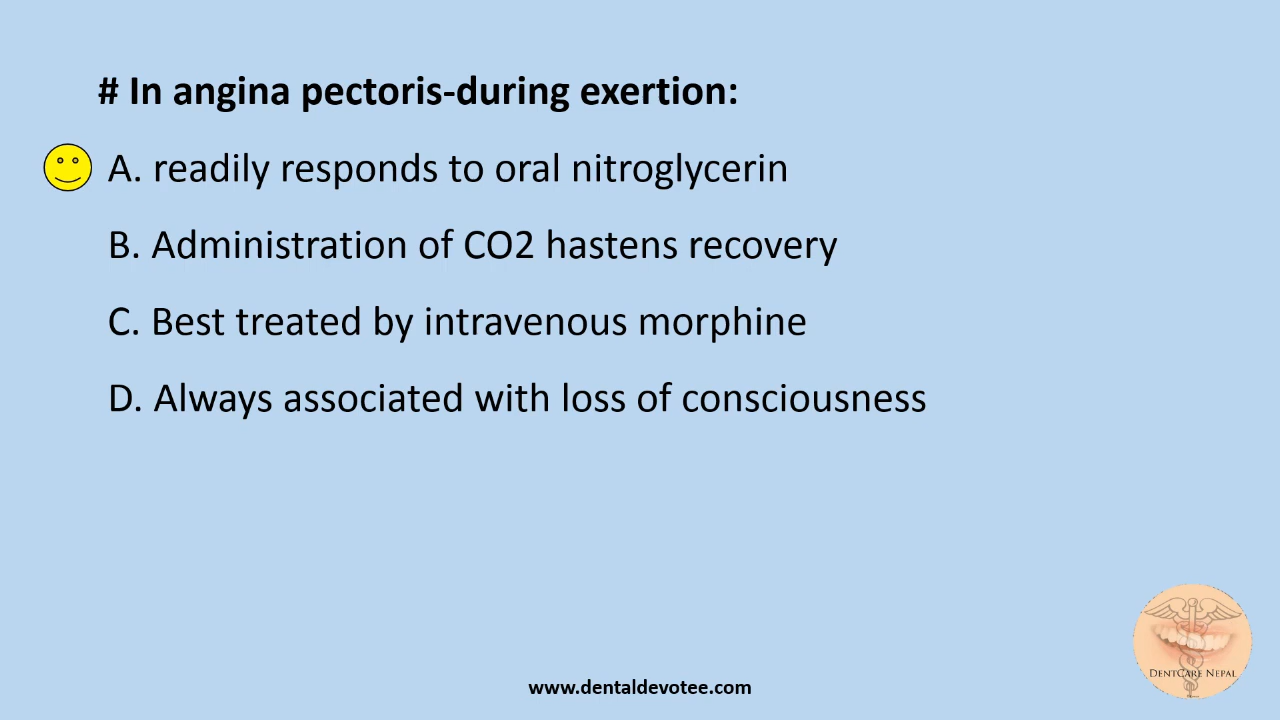 # In angina pectoris-during exertion:
A. readily responds to oral nitroglycerin
B. Administration of CO2 hastens recovery
C. Best treated by intravenous morphine
D. Always associated with loss of consciousness
DENTCARE NEPAL
www.dentaldevotee.com